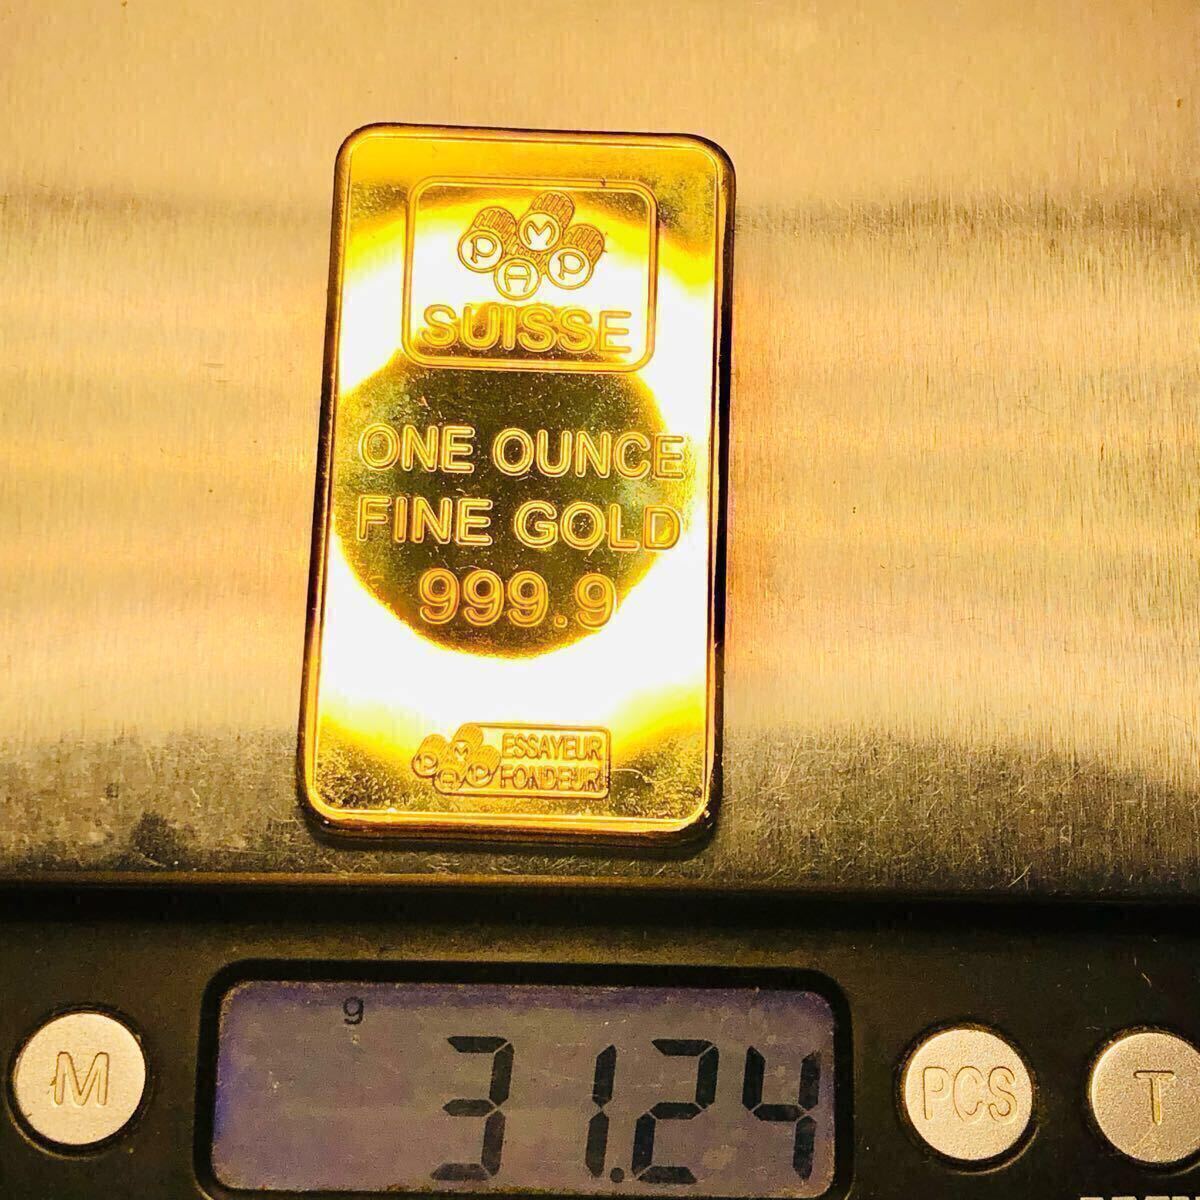 P A M P
SUISSE
ONE OUNCE
FINE GOLD
999.9
PAMP ESSAYEUR
FONDEUR
g
31.24
M
PCS
T